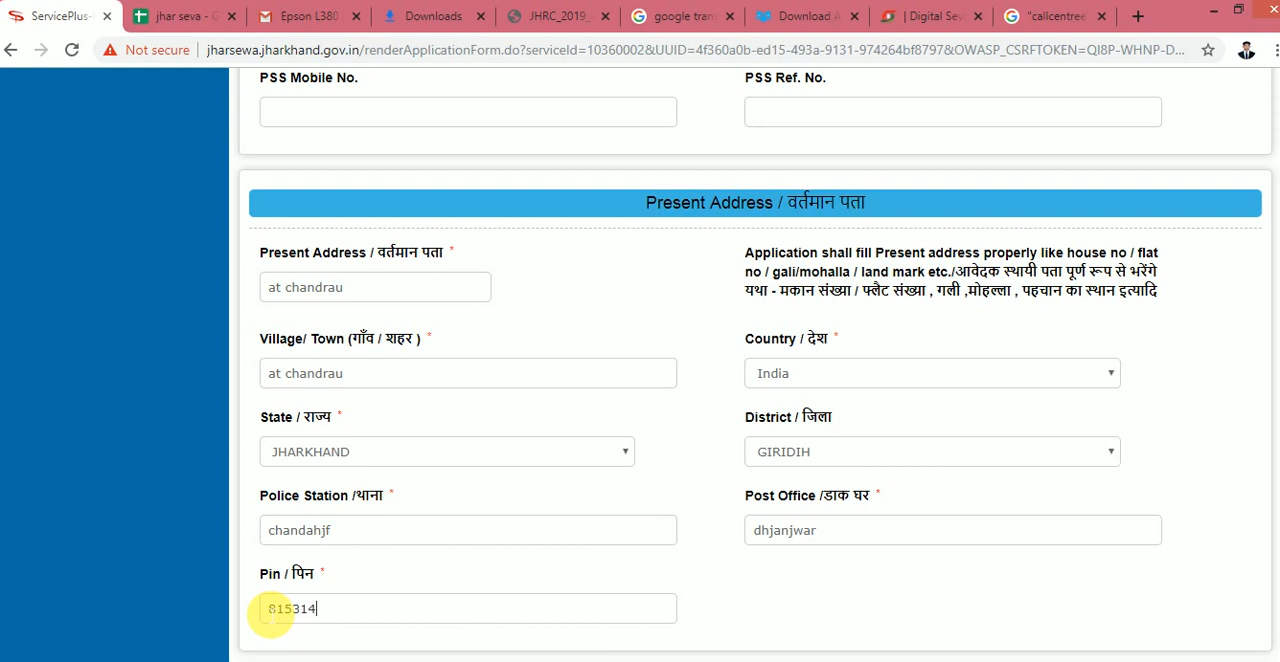 ServicePlus-
jhar seva - G
Epson L380
Downloads
JHRC_2019_
google tran
Download A
| Digital Sev
"callcentree
Not secure
jharsewa.jharkhand.gov.in/renderApplicationForm.do?serviceId=10360002&UUID=4f360a0b-ed15-493a-9131-974264bf8797&OWASP_CSRFTOKEN=QI8P-WHNP-D...
PSS Mobile No.
PSS Ref. No.
Present Address / वर्तमान पता
Present Address / वर्तमान पता *
at chandrau
Application shall fill Present address properly like house no / flat
no / gali/mohalla / land mark etc./आवेदक स्थायी पता पूर्ण रूप से भरेंगे
यथा - मकान संख्या / फ्लैट संख्या , गली ,मोहल्ला , पहचान का स्थान इत्यादि
Village/ Town (गाँव / शहर ) *
at chandrau
Country / देश *
India
State / राज्य *
JHARKHAND
District / जिला
GIRIDIH
Police Station /थाना *
chandahjf
Post Office /डाक घर *
dhjanjwar
Pin / पिन *
815314